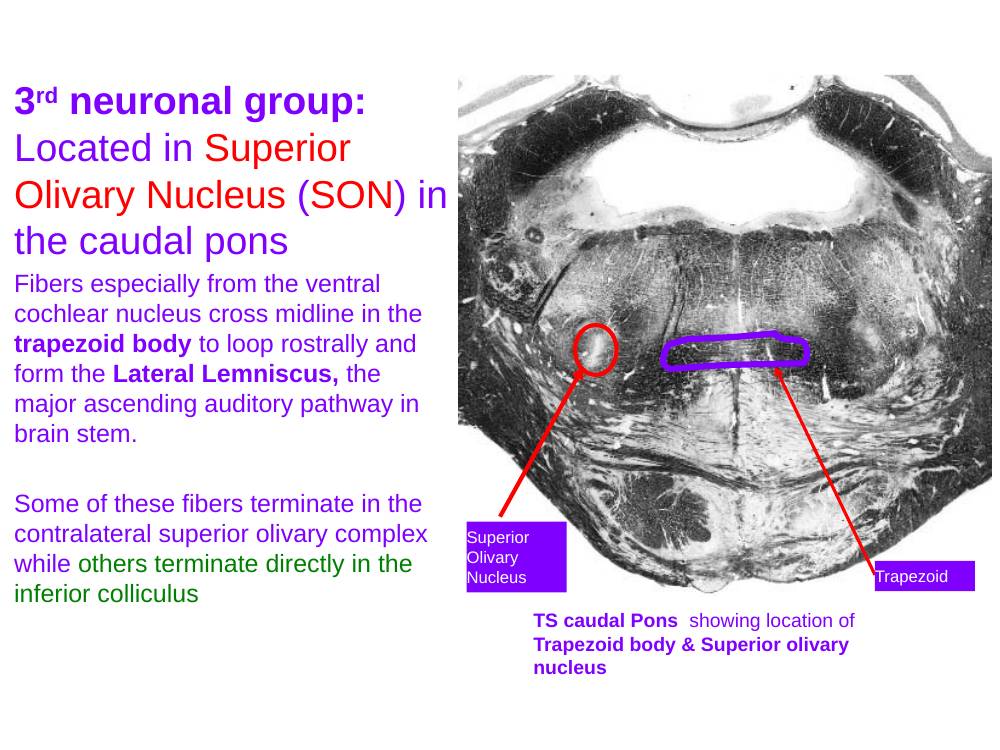 3rd neuronal group:
Located in Superior
Olivary Nucleus (SON) in
the caudal pons
Fibers especially from the ventral
cochlear nucleus cross midline in the
trapezoid body to loop rostrally and
form the Lateral Lemniscus, the
major ascending auditory pathway in
brain stem.
Some of these fibers terminate in the
contralateral superior olivary complex
while others terminate directly in the
inferior colliculus
Superior
Olivary
Nucleus
Trapezoid
TS caudal Pons showing location of
Trapezoid body & Superior olivary
nucleus